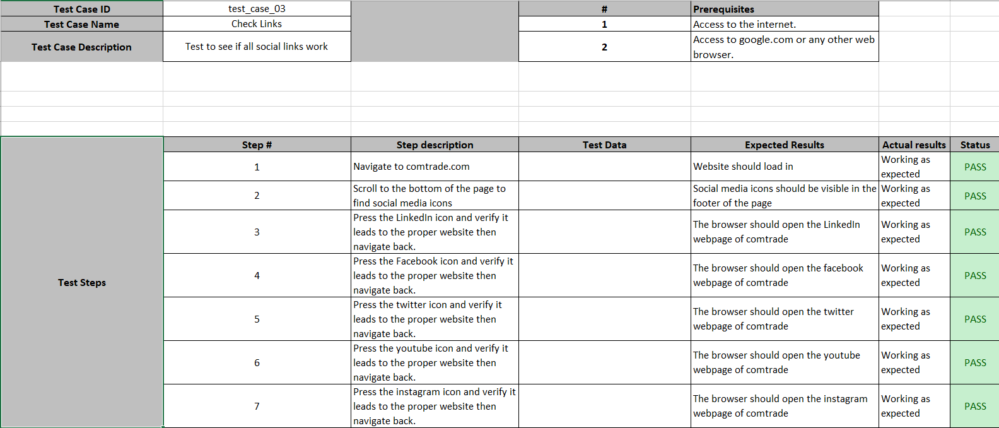 Test Case ID test_case_03 # Prerequisites
Test Case Name Check Links 1 Access to the internet.
Test Case Description Test to see if all social links work 2 Access to google.com or any other web
browser.
Step # Step description Test Data Expected Results Actual results Status
Test Steps
1 Navigate to comtrade.com Website should load in Working as
expected PASS
2 Scroll to the bottom of the page to
find social media icons Social media icons should be visible in the
footer of the page Working as
expected PASS
3 Press the LinkedIn icon and verify it
leads to the proper website then
navigate back. The browser should open the LinkedIn
webpage of comtrade Working as
expected PASS
4 Press the Facebook icon and verify it
leads to the proper website then
navigate back. The browser should open the facebook
webpage of comtrade Working as
expected PASS
5 Press the twitter icon and verify it
leads to the proper website then
navigate back. The browser should open the twitter
webpage of comtrade Working as
expected PASS
6 Press the youtube icon and verify it
leads to the proper website then
navigate back. The browser should open the youtube
webpage of comtrade Working as
expected PASS
7 Press the instagram icon and verify it
leads to the proper website then
navigate back. The browser should open the instagram
webpage of comtrade Working as
expected PASS